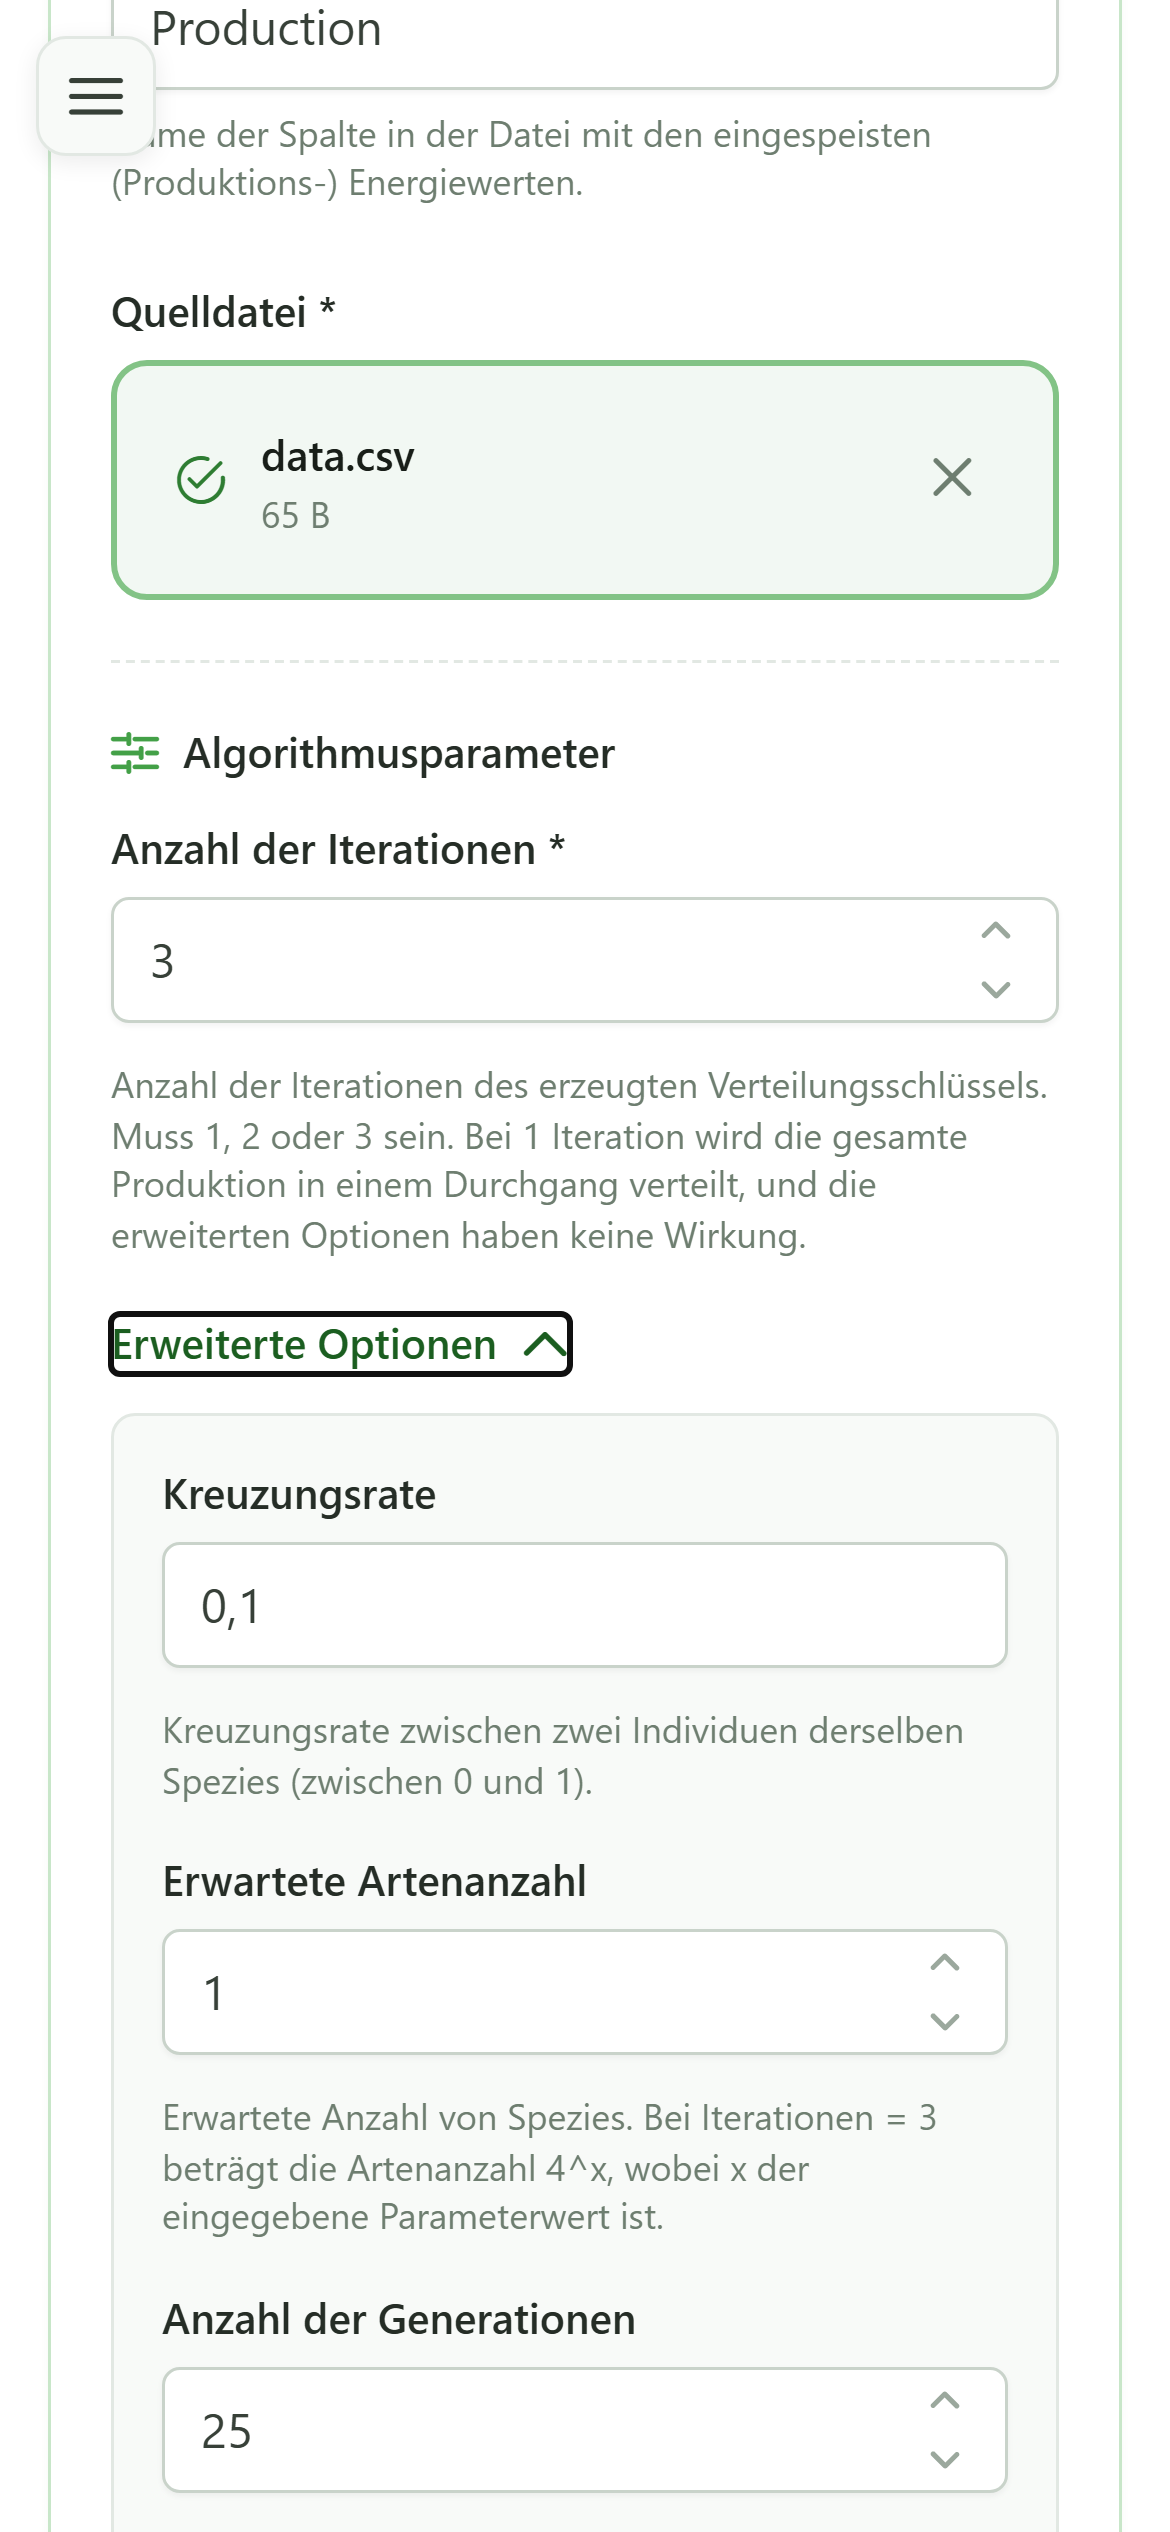 Production
der Spalte in der Datei mit den eingespeisten
(Produktions-) Energiewerten.
Quelldatei *
data.csv
65 B
Algorithmusparameter
Anzahl der Iterationen *
3
Anzahl der Iterationen des erzeugten Verteilungsschlüssels.
Muss 1, 2 oder 3 sein. Bei 1 Iteration wird die gesamte
Produktion in einem Durchgang verteilt, und die
erweiterten Optionen haben keine Wirkung.
Erweiterte Optionen
Kreuzungsrate
0,1
Kreuzungsrate zwischen zwei Individuen derselben
Spezies (zwischen 0 und 1).
Erwartete Artenanzahl
1
Erwartete Anzahl von Spezies. Bei Iterationen = 3
beträgt die Artenanzahl 4^x, wobei x der
eingegebene Parameterwert ist.
Anzahl der Generationen
25